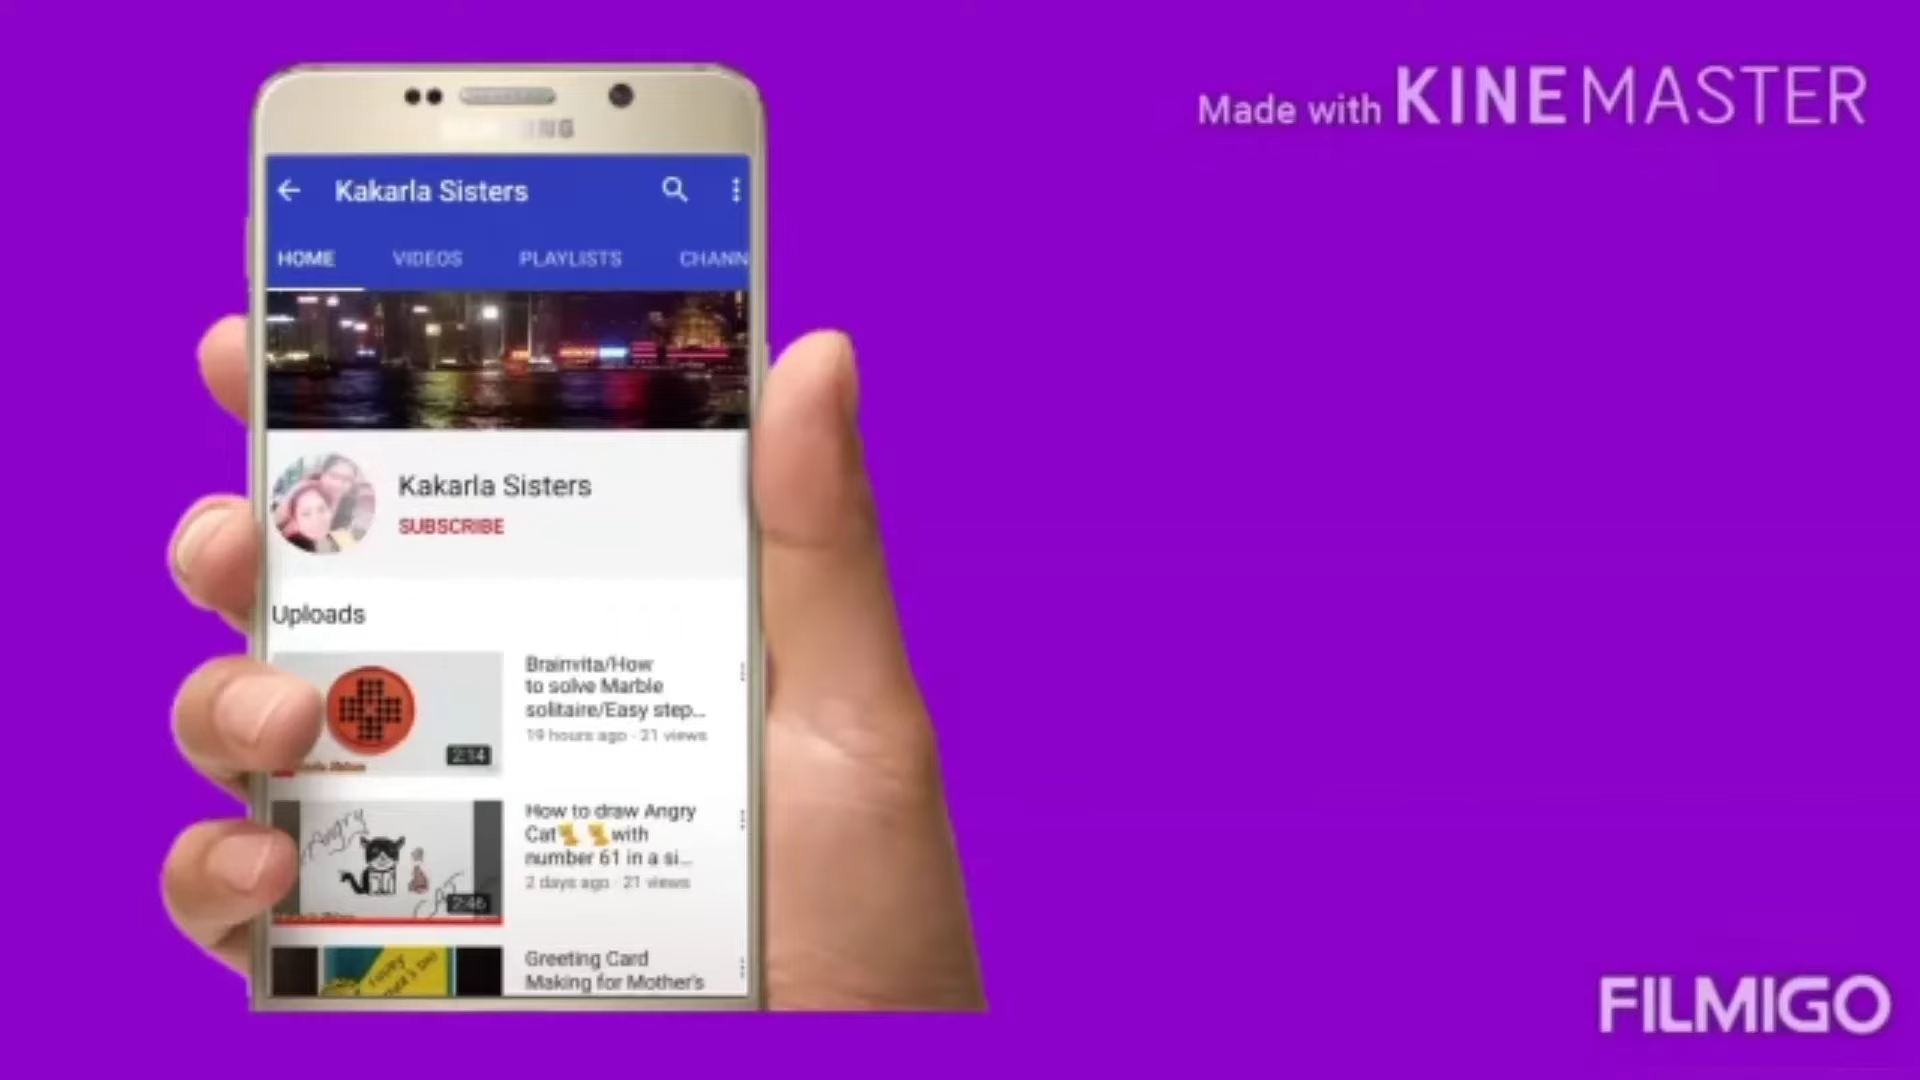 Made with KINEMASTER
Kakarla Sisters
HOME VIDEOS PLAYLISTS CHANN
Kakarla Sisters
SUBSCRIBE
Uploads
Brainvita/How
to solve Marble
solitaire/Easy step...
19 hours ago · 21 views
2:14
How to draw Angry
Cat🐈 🐈with
number 61 in a si...
2 days ago · 21 views
Angry
CAT
2:46
Greeting Card
Making for Mother's
FILMIGO